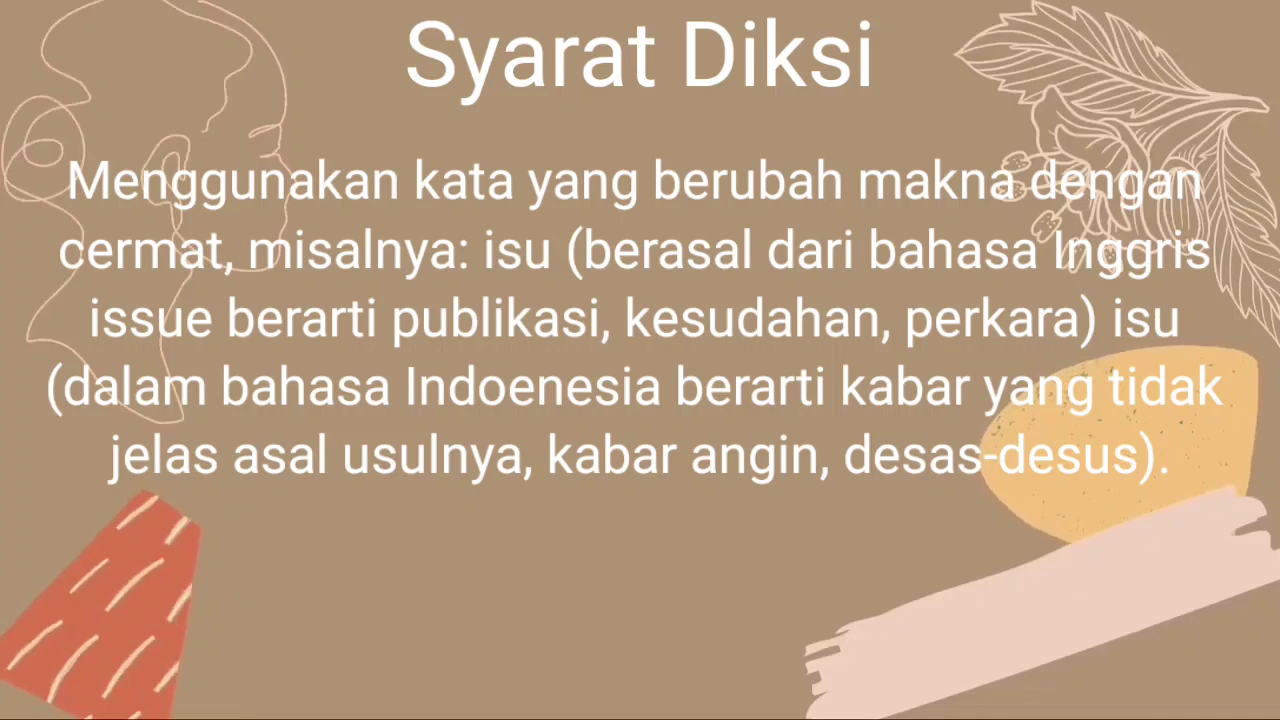 Syarat Diksi
Menggunakan kata yang berubah makna dengan
cermat, misalnya: isu (berasal dari bahasa Inggris
issue berarti publikasi, kesudahan, perkara) isu
(dalam bahasa Indoenesia berarti kabar yang tidak
jelas asal usulnya, kabar angin, desas-desus).